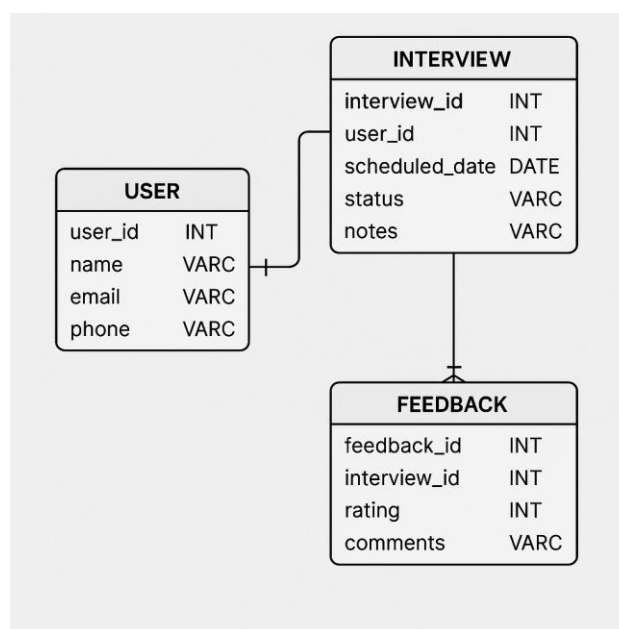 INTERVIEW
interview_id INT
user_id INT
scheduled_date DATE
status VARC
notes VARC
USER
user_id INT
name VARC
email VARC
phone VARC
FEEDBACK
feedback_id INT
interview_id INT
rating INT
comments VARC